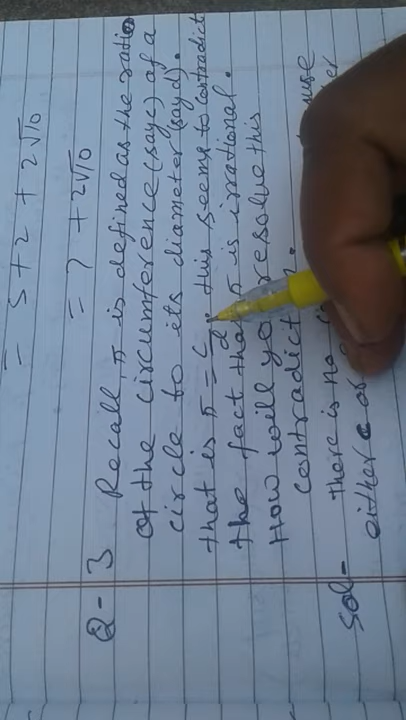 = 5 + 2 + 2√10
= 7 + 2√10
Q - 3 Recall, π is defined as the ratio
of the circumference (say c) of a
circle to its diameter (say d).
that is π = c/d. this seems to contradict
the fact that π is irrational.
How will you resolve this
contradict n.
Sol - there is no
either c or